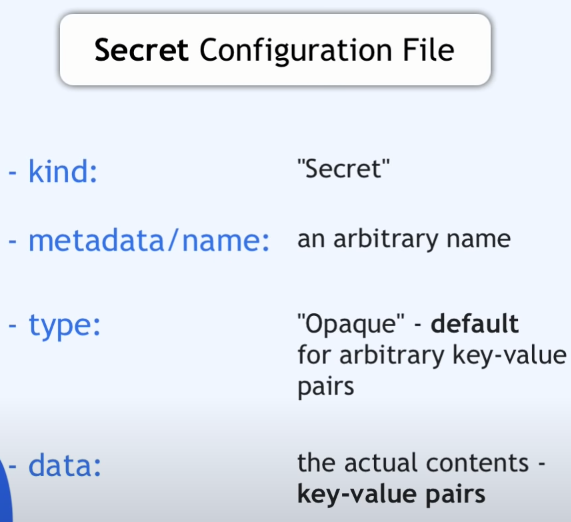 Secret Configuration File
- kind: "Secret"
- metadata/name: an arbitrary name
- type: "Opaque" - default
for arbitrary key-value
pairs
- data: the actual contents -
key-value pairs